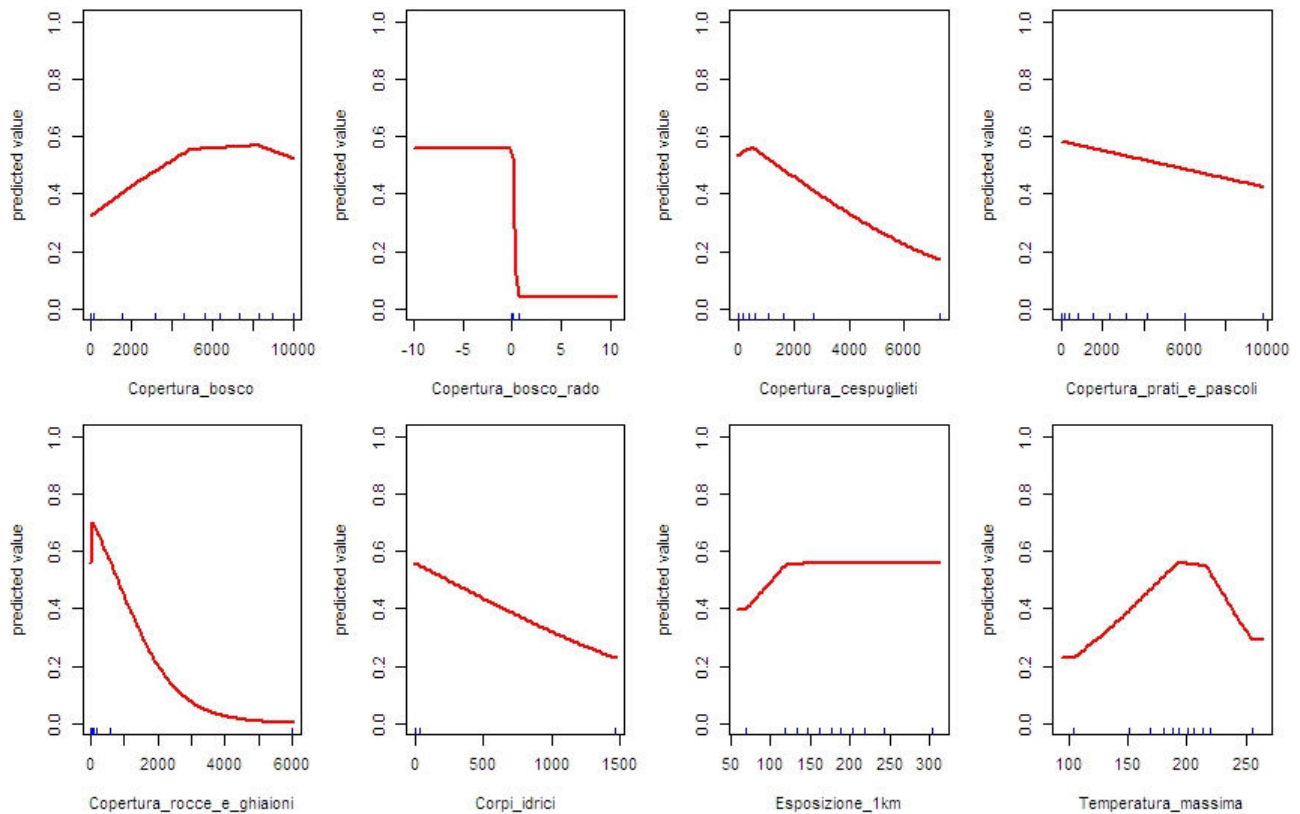 predicted value
0.0 0.2 0.4 0.6 0.8 1.0
0 2000 6000 10000
Copertura_bosco
predicted value
0.0 0.2 0.4 0.6 0.8 1.0
-10 -5 0 5 10
Copertura_bosco_rado
predicted value
0.0 0.2 0.4 0.6 0.8 1.0
0 2000 4000 6000
Copertura_cespuglieti
predicted value
0.0 0.2 0.4 0.6 0.8 1.0
0 2000 6000 10000
Copertura_prati_e_pascoli
predicted value
0.0 0.2 0.4 0.6 0.8 1.0
0 2000 4000 6000
Copertura_rocce_e_ghiaioni
predicted value
0.0 0.2 0.4 0.6 0.8 1.0
0 500 1000 1500
Corpi_idrici
predicted value
0.0 0.2 0.4 0.6 0.8 1.0
50 100 150 200 250 300
Esposizione_1km
predicted value
0.0 0.2 0.4 0.6 0.8 1.0
100 150 200 250
Temperatura_massima